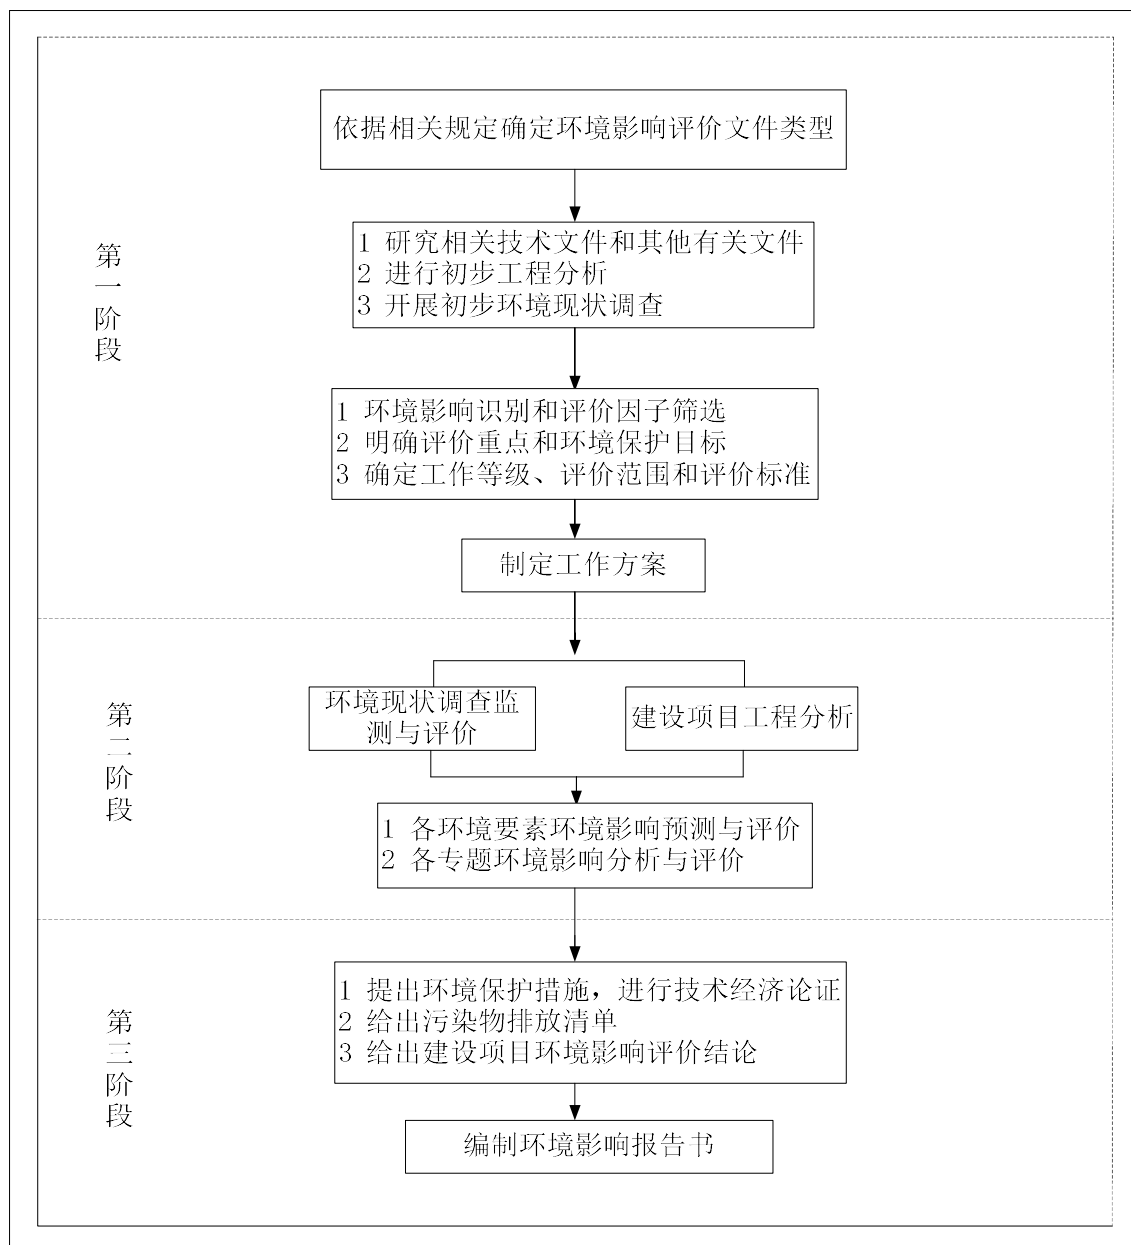 依据相关规定确定环境影响评价文件类型
第一阶段
1 研究相关技术文件和其他有关文件
2 进行初步工程分析
3 开展初步环境现状调查
1 环境影响识别和评价因子筛选
2 明确评价重点和环境保护目标
3 确定工作等级、评价范围和评价标准
制定工作方案
第二阶段
环境现状调查监
测与评价
建设项目工程分析
1 各环境要素环境影响预测与评价
2 各专题环境影响分析与评价
第三阶段
1 提出环境保护措施，进行技术经济论证
2 给出污染物排放清单
3 给出建设项目环境影响评价结论
编制环境影响报告书